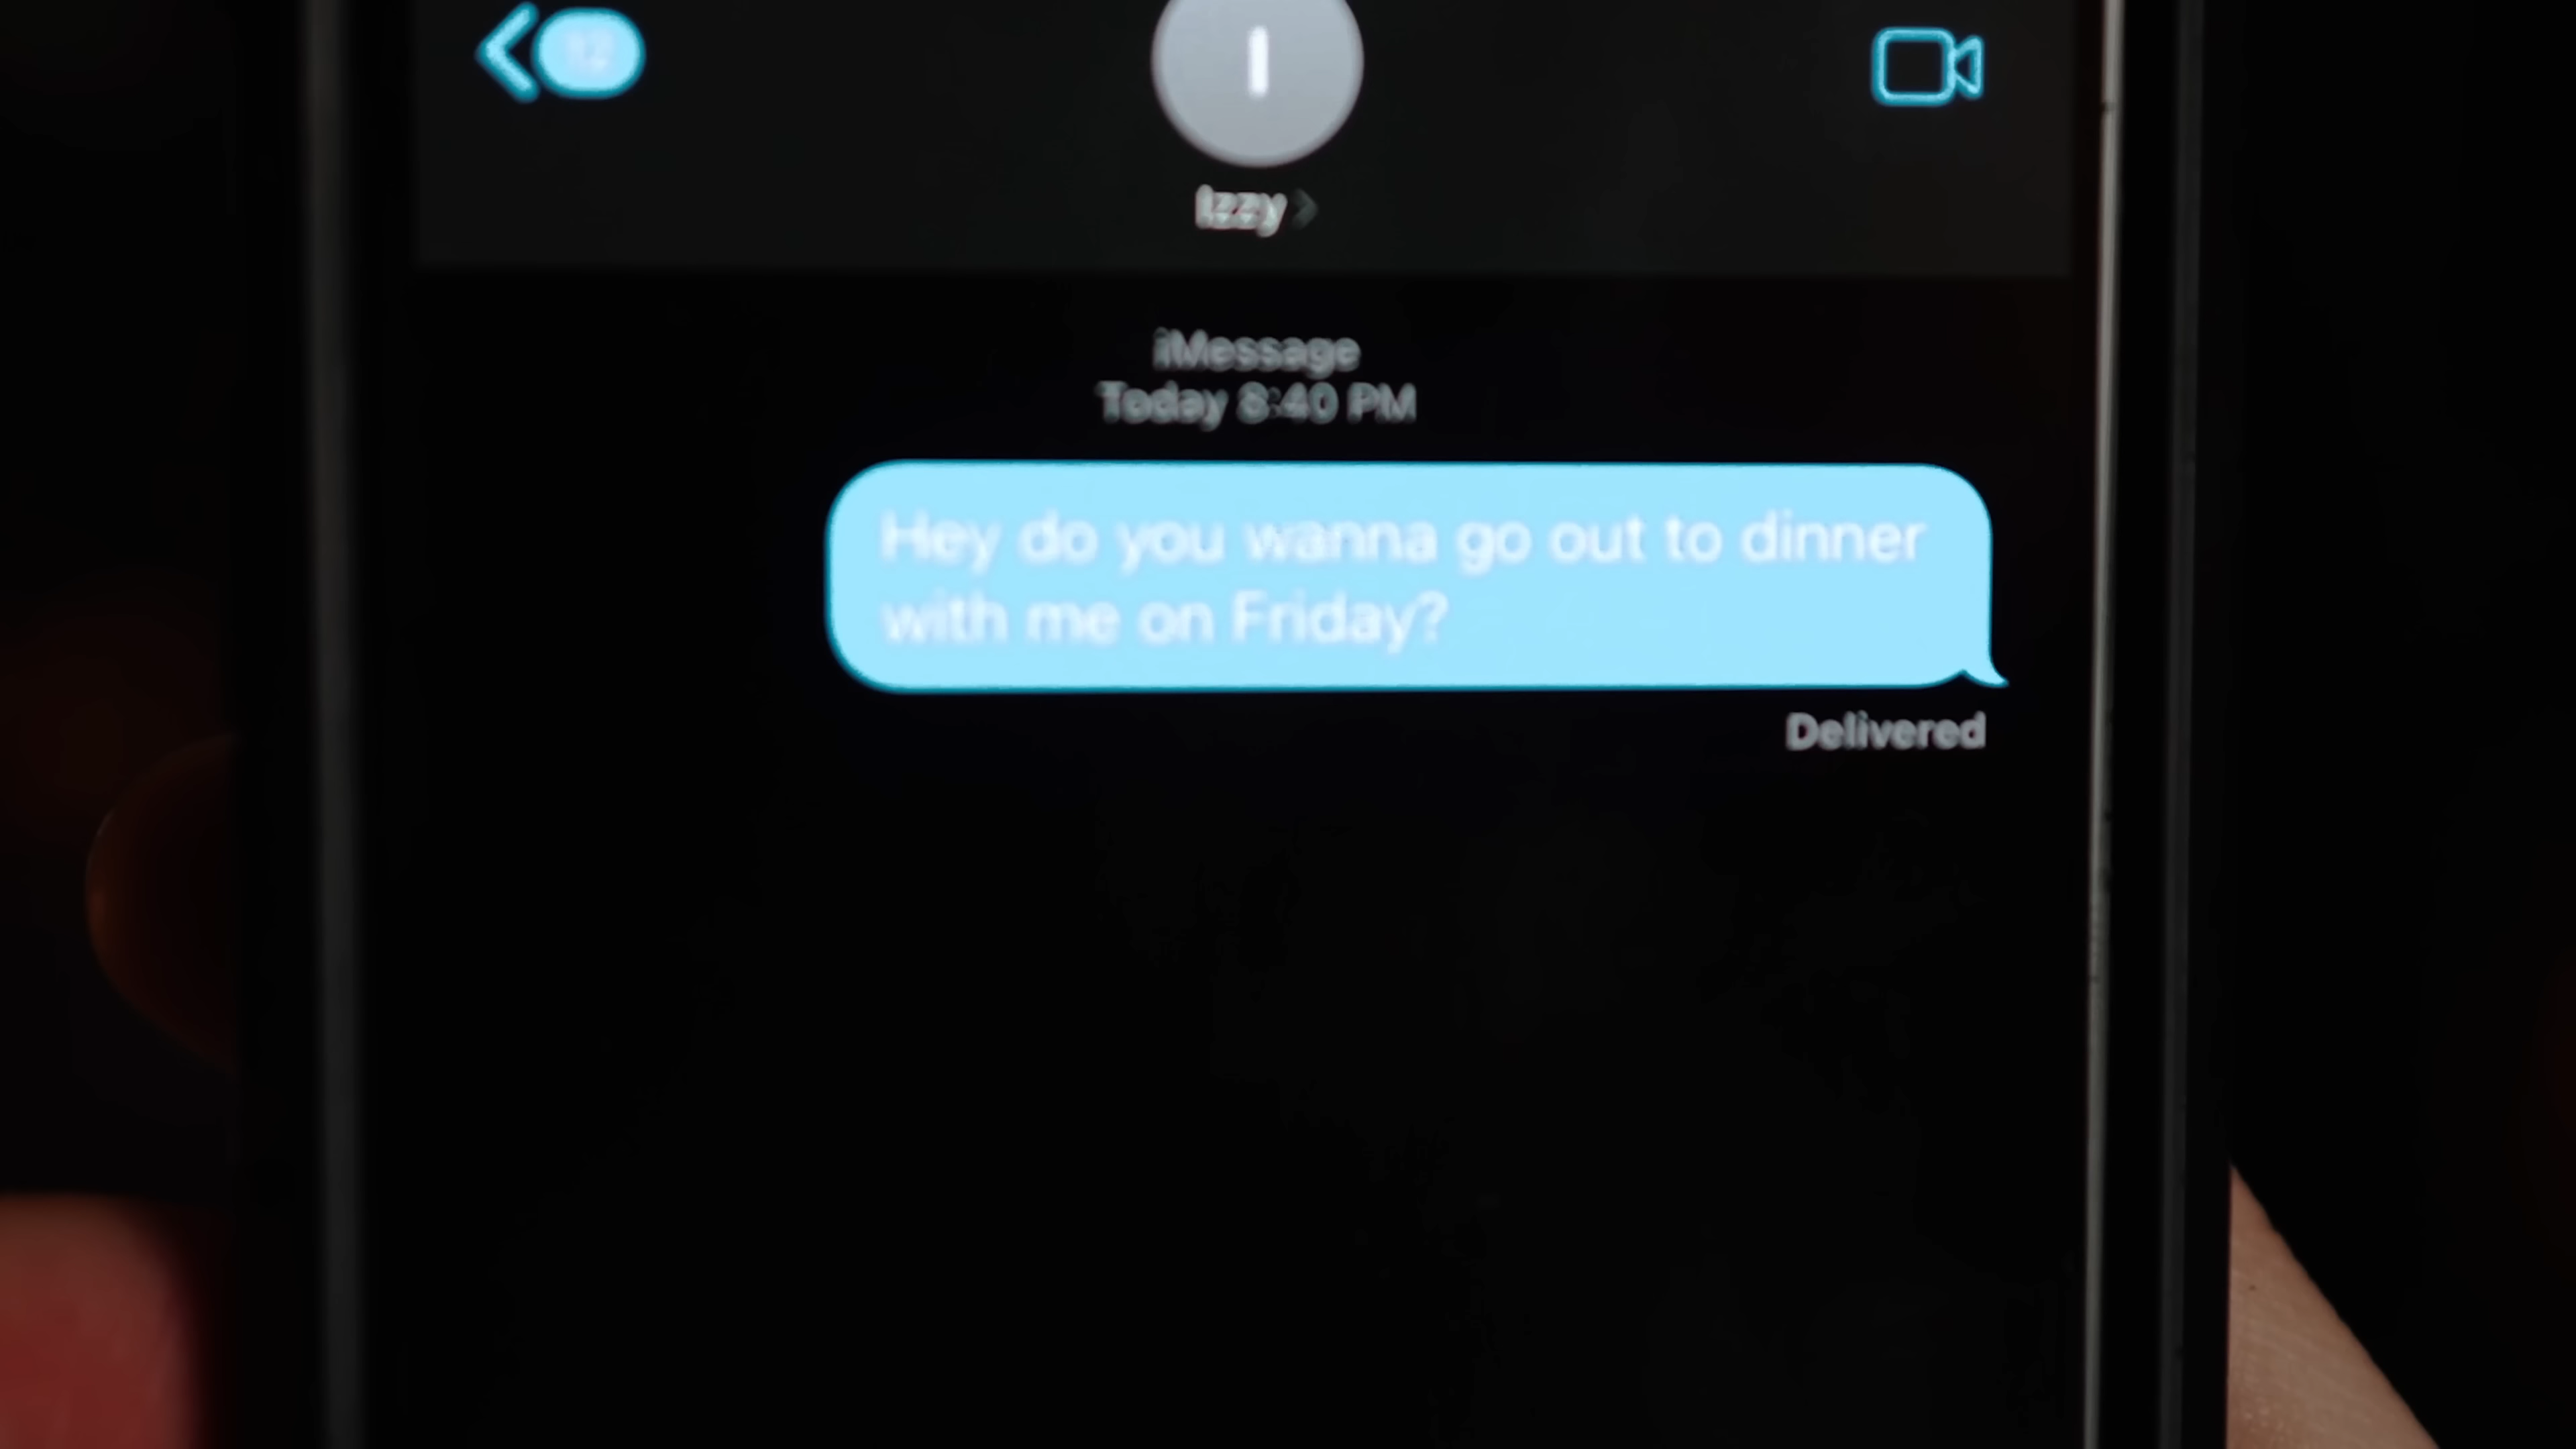 12
I
Izzy
iMessage
Today 8:40 PM
Hey do you wanna go out to dinner
with me on Friday?
Delivered